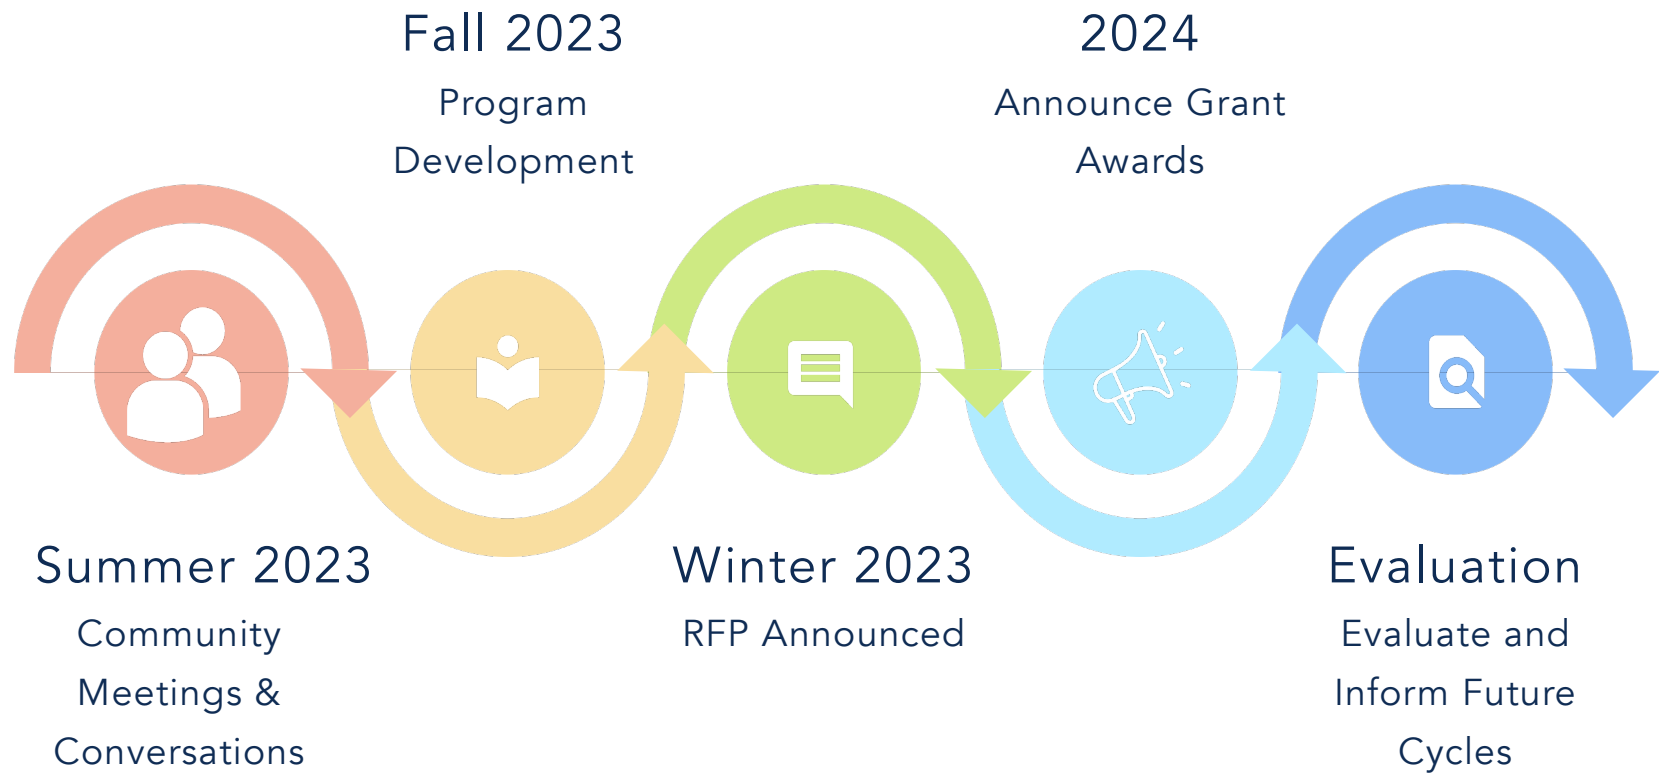 Fall 2023
Program
Development
2024
Announce Grant
Awards
Summer 2023
Community
Meetings &
Conversations
Winter 2023
RFP Announced
Evaluation
Evaluate and
Inform Future
Cycles